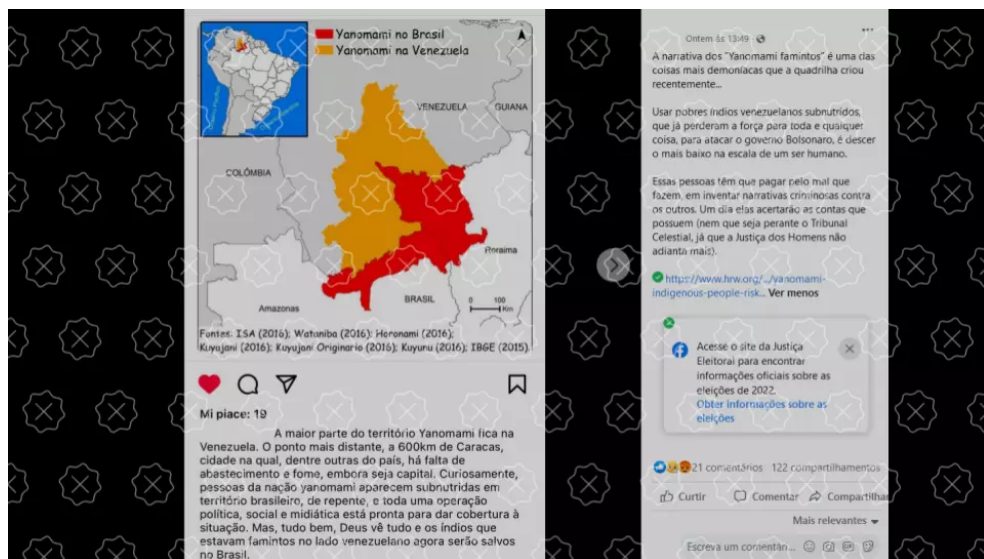 Yanomami no Brasil
Yanomami na Venezuela
VENEZUELA
GUIANA
COLÔMBIA
Roraima
BRASIL
Amazonas
0 100
Km
Fontes: ISA (2016); Wataniba (2016); Horonami (2016);
Kuyajani (2016); Kuyujani Originario (2016); Kuyunu (2016); IBGE (2015).
Mi piace: 19
A maior parte do território Yanomami fica na
Venezuela. O ponto mais distante, a 600km de Caracas,
cidade na qual, dentre outras do país, há falta de
abastecimento e fome, embora seja capital. Curiosamente,
pessoas da nação yanomami aparecem subnutridas em
território brasileiro, de repente, e toda uma operação
política, social e midiática está pronta para dar cobertura à
situação. Mas, tudo bem, Deus vê tudo e os índios que
estavam famintos no lado venezuelano agora serão salvos
no Brasil.
Ontem às 13:49
A narrativa dos "Yanomami famintos" é uma das
coisas mais demoníacas que a quadrilha criou
recentemente...
Usar pobres índios venezuelanos subnutridos,
que já perderam a força para toda e qualquer
coisa, para atacar o governo Bolsonaro, é descer
o mais baixo na escala de um ser humano.
Essas pessoas têm que pagar pelo mal que
fazem, em inventar narrativas criminosas contra
os outros. Um dia elas acertarão as contas que
possuem (nem que seja perante o Tribunal
Celestial, já que a Justiça dos Homens não
adianta mais).
https://www.hrw.org/.../yanomami-
indigenous-people-risk... Ver menos
Acesse o site da Justiça
Eleitoral para encontrar
informações oficiais sobre as
eleições de 2022.
Obter informações sobre as
eleições
21 comentários 122 compartilhamentos
Curtir Comentar Compartilhar
Mais relevantes
Escreva um comentári...